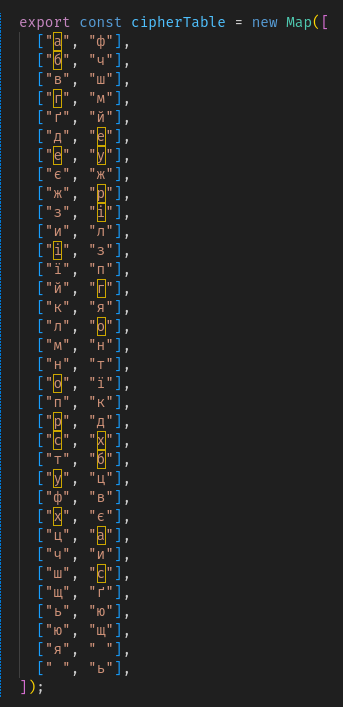 export const cipherTable = new Map([
["а", "ф"],
["б", "ч"],
["в", "ш"],
["г", "м"],
["ґ", "й"],
["д", "е"],
["е", "у"],
["є", "ж"],
["ж", "р"],
["з", "і"],
["и", "л"],
["і", "з"],
["ї", "п"],
["й", "г"],
["к", "я"],
["л", "о"],
["м", "н"],
["н", "т"],
["о", "ї"],
["п", "к"],
["р", "д"],
["с", "х"],
["т", "б"],
["у", "ц"],
["ф", "в"],
["х", "є"],
["ц", "а"],
["ч", "и"],
["ш", "с"],
["щ", "ґ"],
["ь", "ю"],
["ю", "щ"],
["я", " "],
[" ", "ь"],
]);